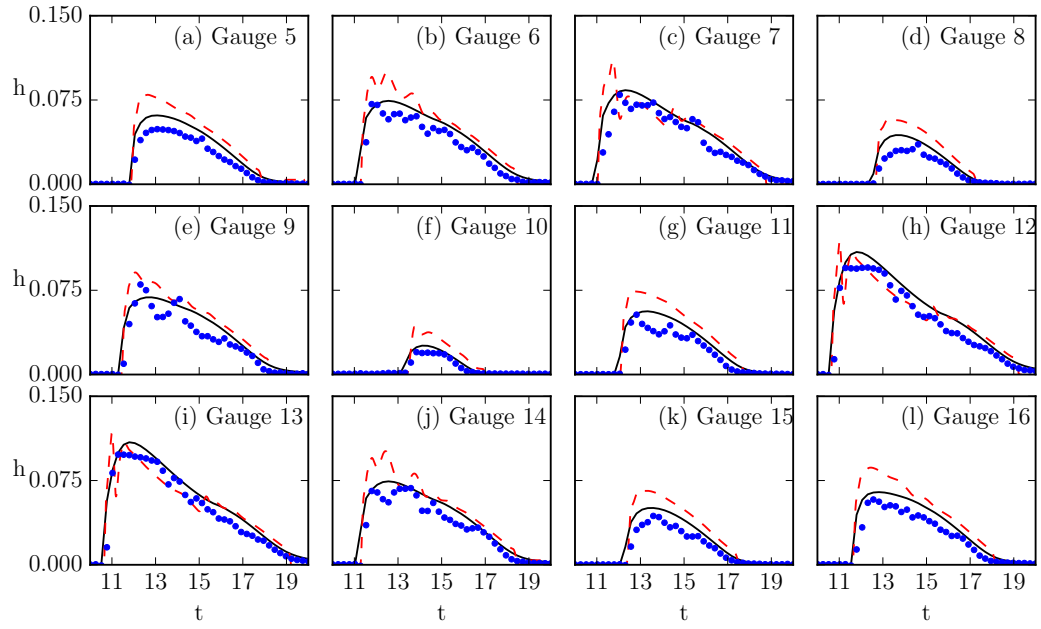 0.150 (a) Gauge 5 (b) Gauge 6 (c) Gauge 7 (d) Gauge 8
h 0.075
0.000
0.150 (e) Gauge 9 (f) Gauge 10 (g) Gauge 11 (h) Gauge 12
h 0.075
0.000
0.150 (i) Gauge 13 (j) Gauge 14 (k) Gauge 15 (l) Gauge 16
h 0.075
0.000
11 13 15 17 19 11 13 15 17 19 11 13 15 17 19 11 13 15 17 19
t t t t